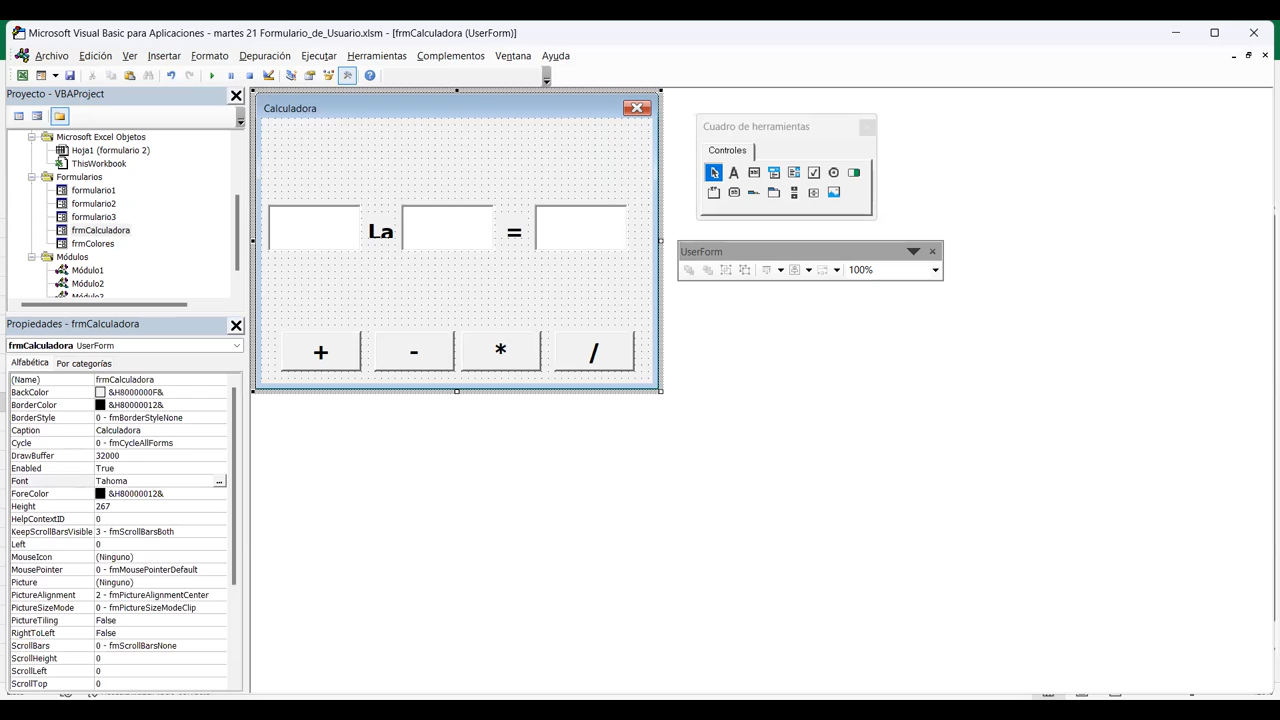 Microsoft Visual Basic para Aplicaciones - martes 21 Formulario_de_Usuario.xlsm - [frmCalculadora (UserForm)]
Archivo Edición Ver Insertar Formato Depuración Ejecutar Herramientas Complementos Ventana Ayuda
Proyecto - VBAProject
Microsoft Excel Objetos
Hoja1 (formulario 2)
ThisWorkbook
Formularios
formulario1
formulario2
formulario3
frmCalculadora
frmColores
Módulos
Módulo1
Módulo2
Propiedades - frmCalculadora
frmCalculadora UserForm
Alfabética Por categorías
(Name) frmCalculadora
BackColor &H8000000F&
BorderColor &H80000012&
BorderStyle 0 - fmBorderStyleNone
Caption Calculadora
Cycle 0 - fmCycleAllForms
DrawBuffer 32000
Enabled True
Font Tahoma ...
ForeColor &H80000012&
Height 267
HelpContextID 0
KeepScrollBarsVisible 3 - fmScrollBarsBoth
Left 0
MouseIcon (Ninguno)
MousePointer 0 - fmMousePointerDefault
Picture (Ninguno)
PictureAlignment 2 - fmPictureAlignmentCenter
PictureSizeMode 0 - fmPictureSizeModeClip
PictureTiling False
RightToLeft False
ScrollBars 0 - fmScrollBarsNone
ScrollHeight 0
ScrollLeft 0
ScrollTop 0
Calculadora
La =
+ - * /
Cuadro de herramientas
Controles
UserForm
100%